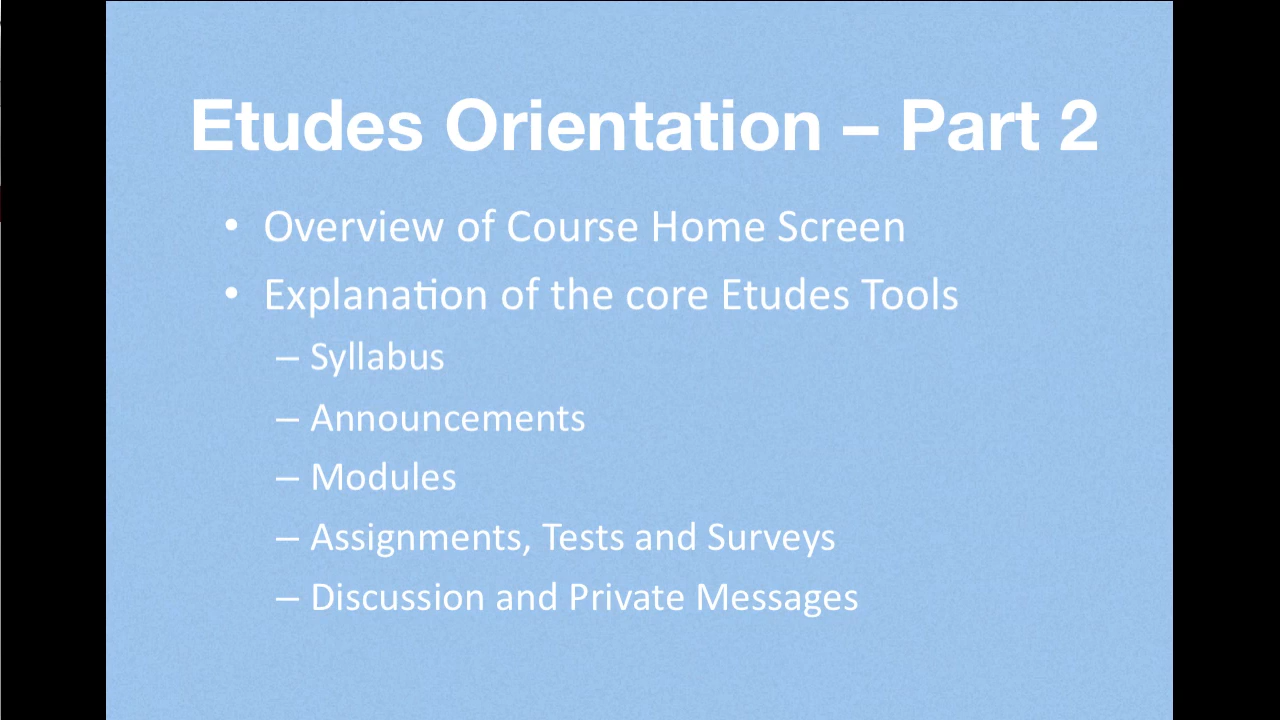 Etudes Orientation – Part 2
• Overview of Course Home Screen
• Explanation of the core Etudes Tools
– Syllabus
– Announcements
– Modules
– Assignments, Tests and Surveys
– Discussion and Private Messages